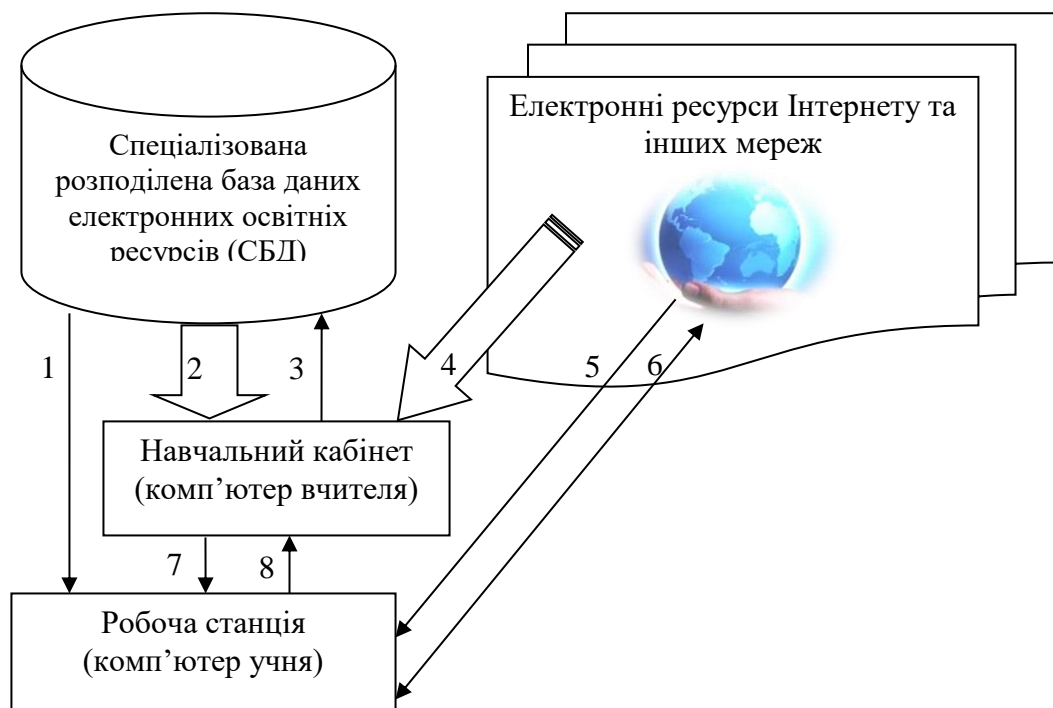 Спеціалізована
розподілена база даних
електронних освітніх
ресурсів (СБД)
Електронні ресурси Інтернету та
інших мереж
1
2
3
4
5
6
Навчальний кабінет
(комп’ютер вчителя)
7
8
Робоча станція
(комп’ютер учня)